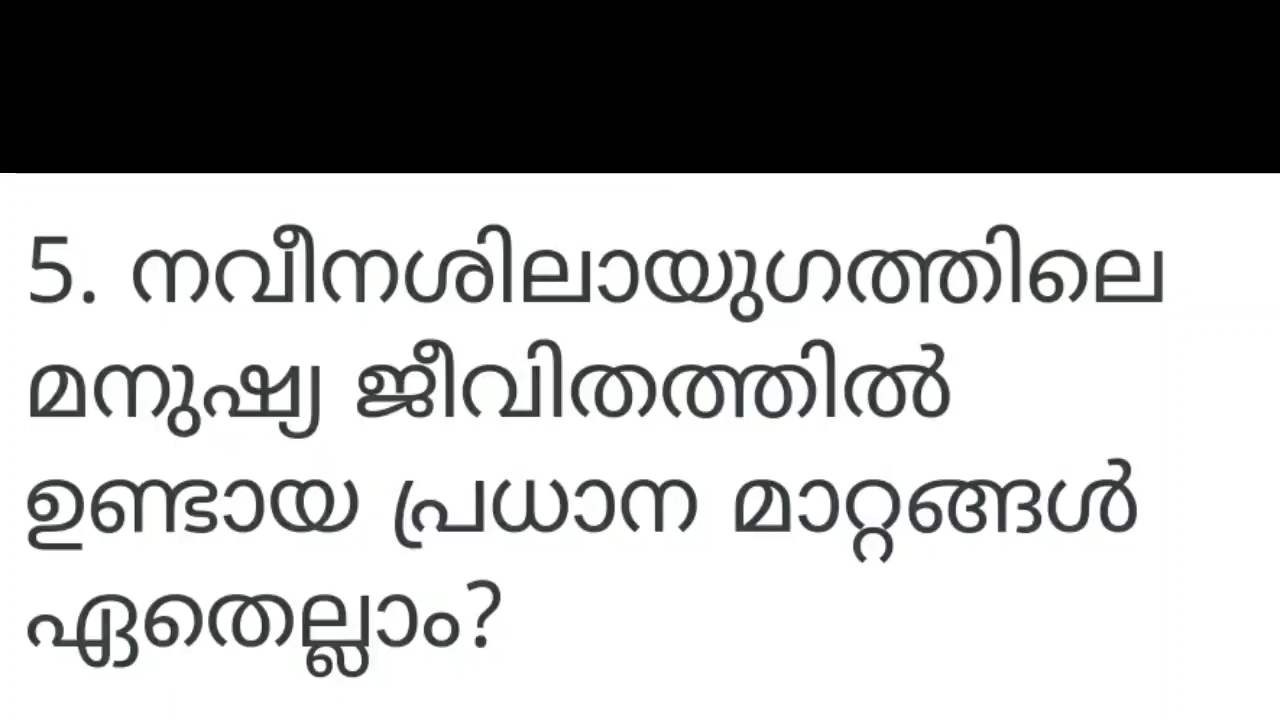 5. നവീനശിലായുഗത്തിലെ
മനുഷ്യ ജീവിതത്തിൽ
ഉണ്ടായ പ്രധാന മാറ്റങ്ങൾ
ഏതെല്ലാം?